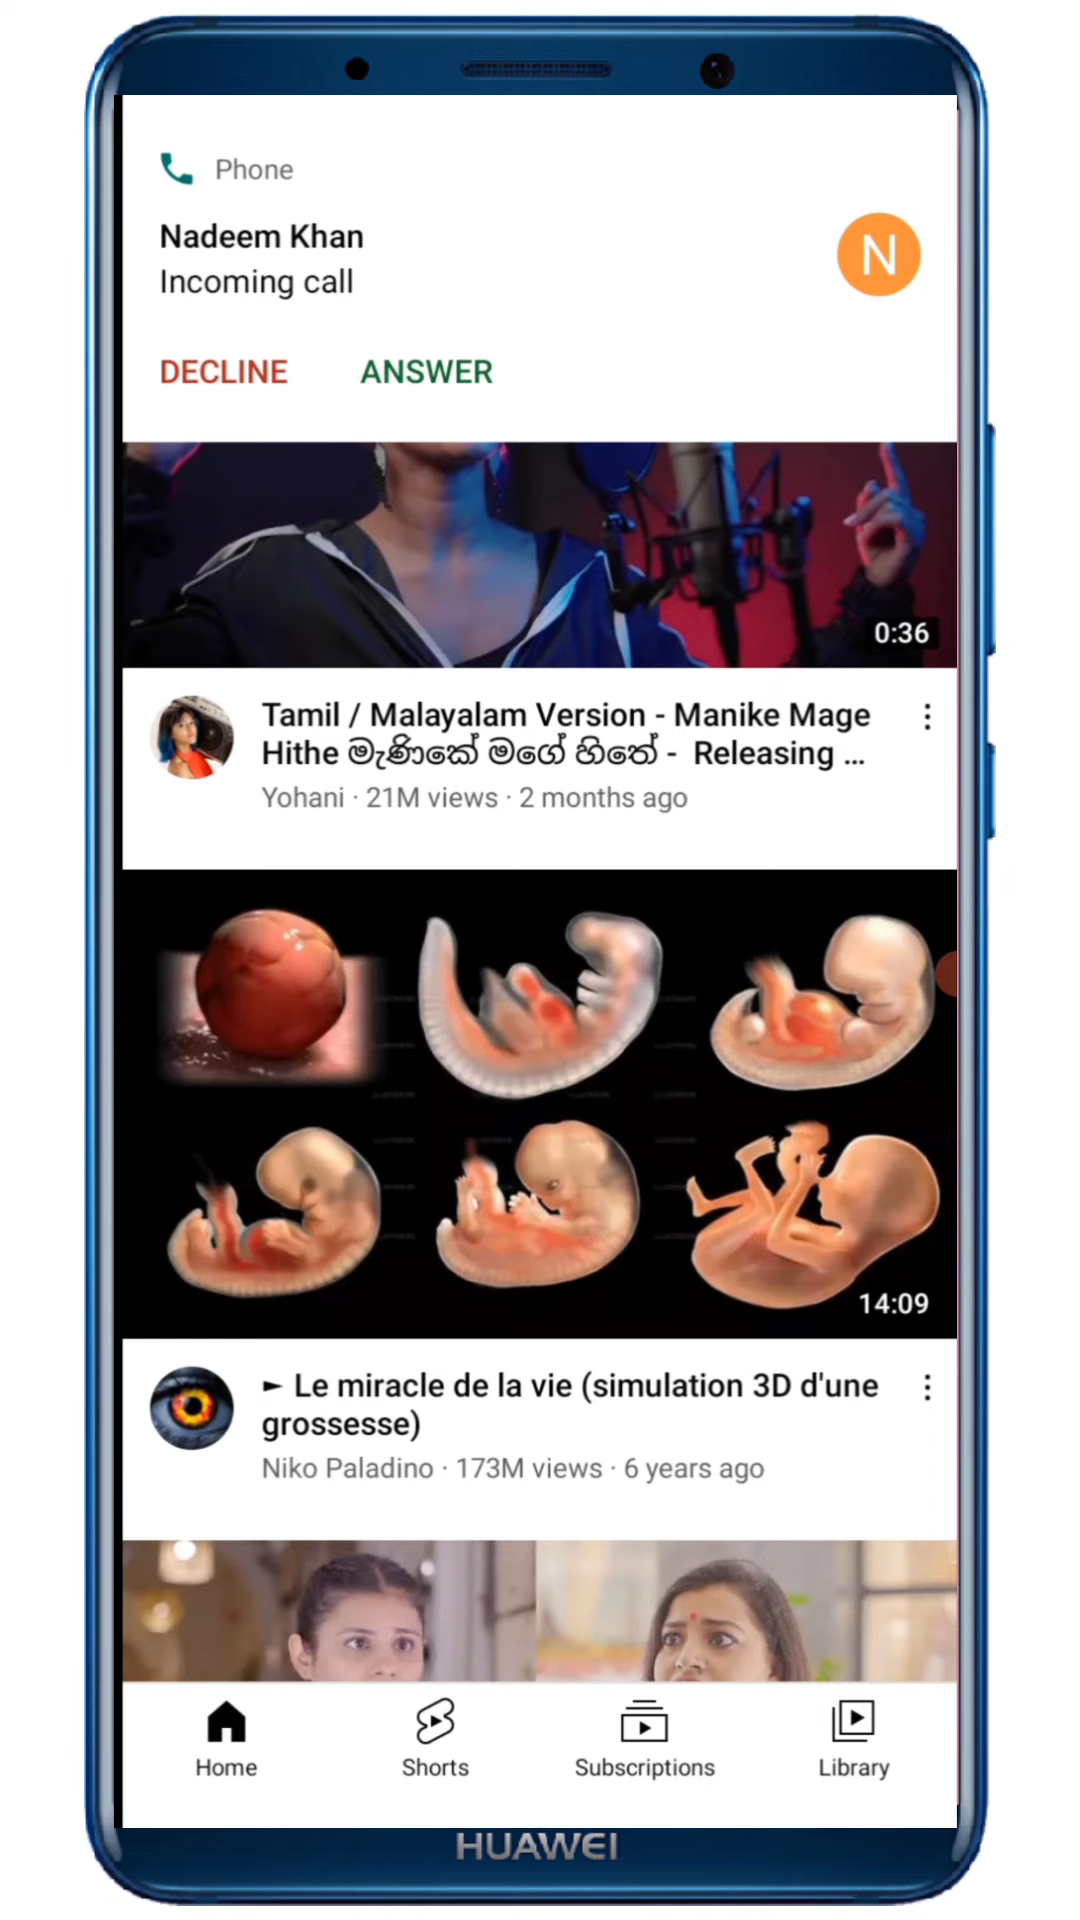 Phone
Nadeem Khan
Incoming call
N
DECLINE ANSWER
0:36
Tamil / Malayalam Version - Manike Mage
Hithe මැණිකේ මගේ හිතේ - Releasing ...
Yohani · 21M views · 2 months ago
14:09
► Le miracle de la vie (simulation 3D d'une
grossesse)
Niko Paladino · 173M views · 6 years ago
Home Shorts Subscriptions Library
HUAWEI